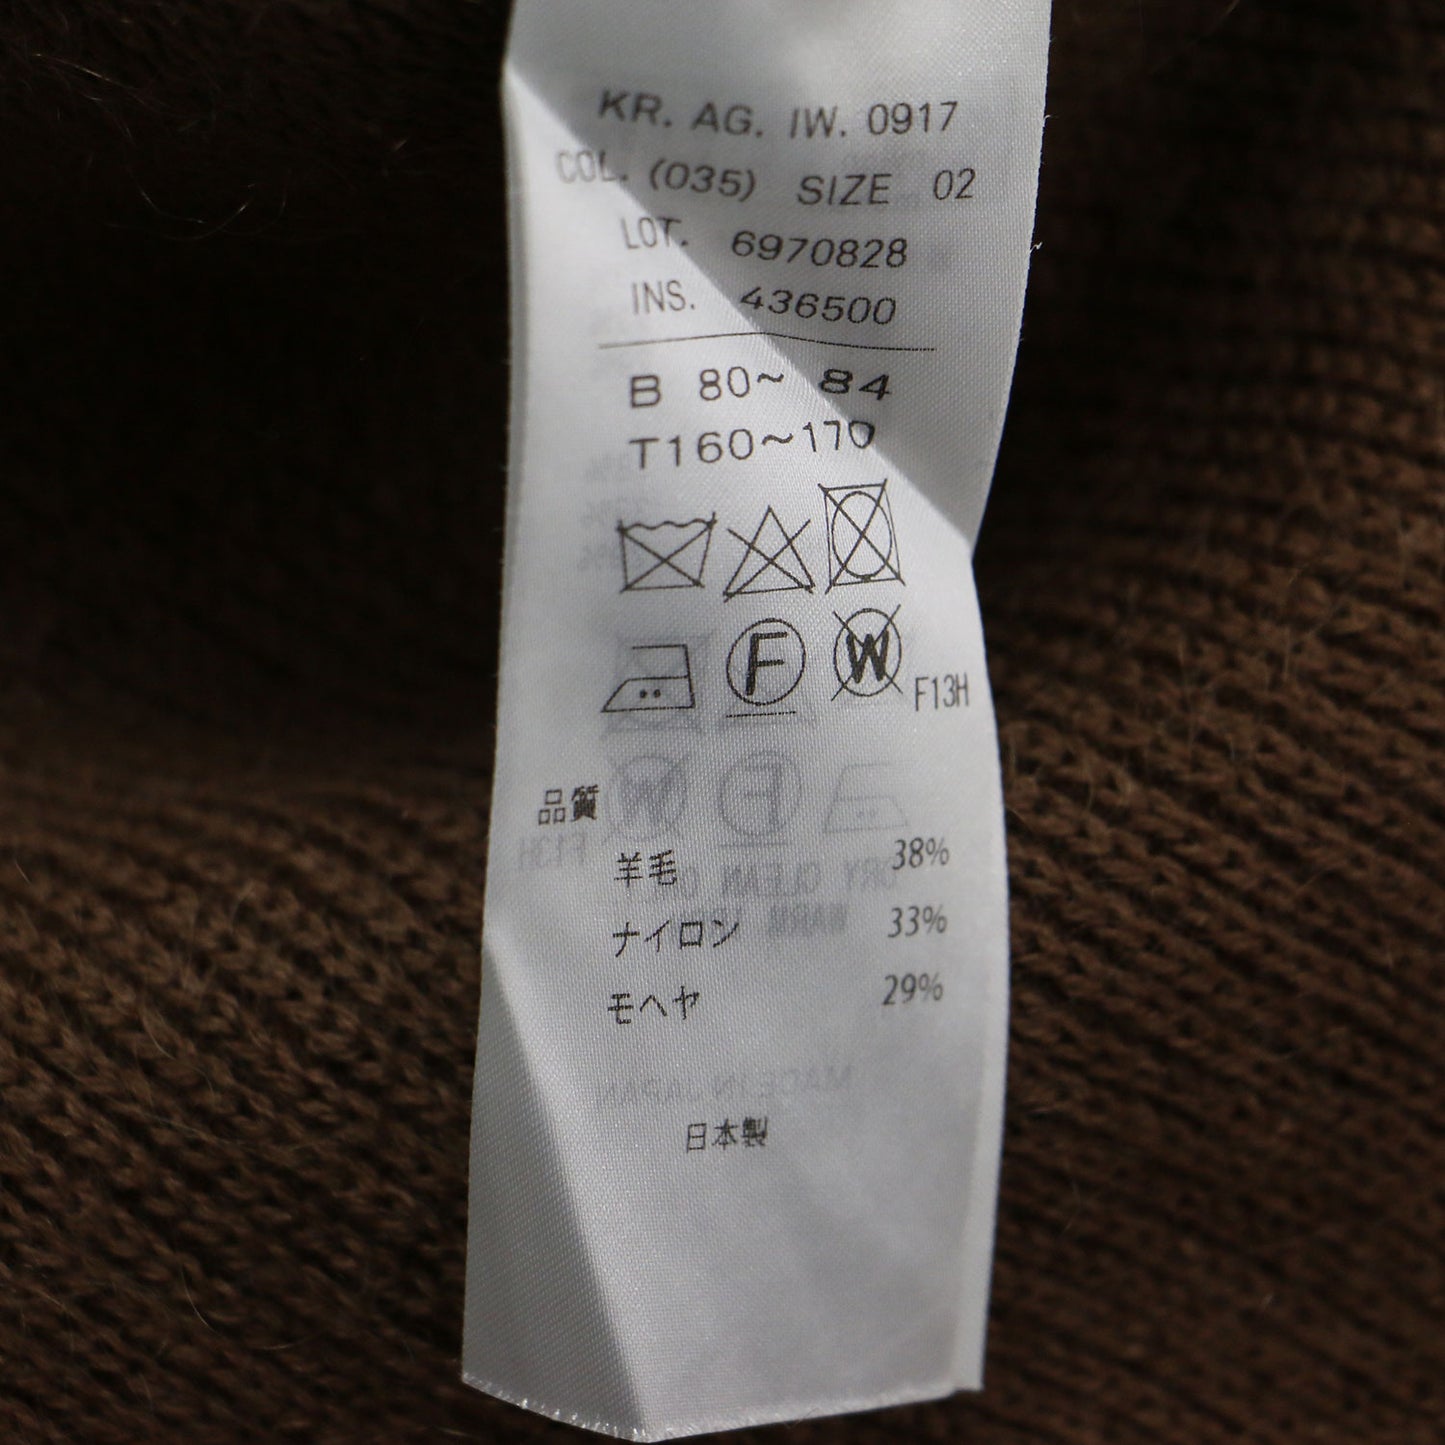 KR. AG. IW. 0917
COL. (035) SIZE 02
LOT. 6970828
INS. 436500
B 80~ 84
T160~170
F W F13H
品質
羊毛 38%
ナイロン 33%
モヘヤ 29%
日本製